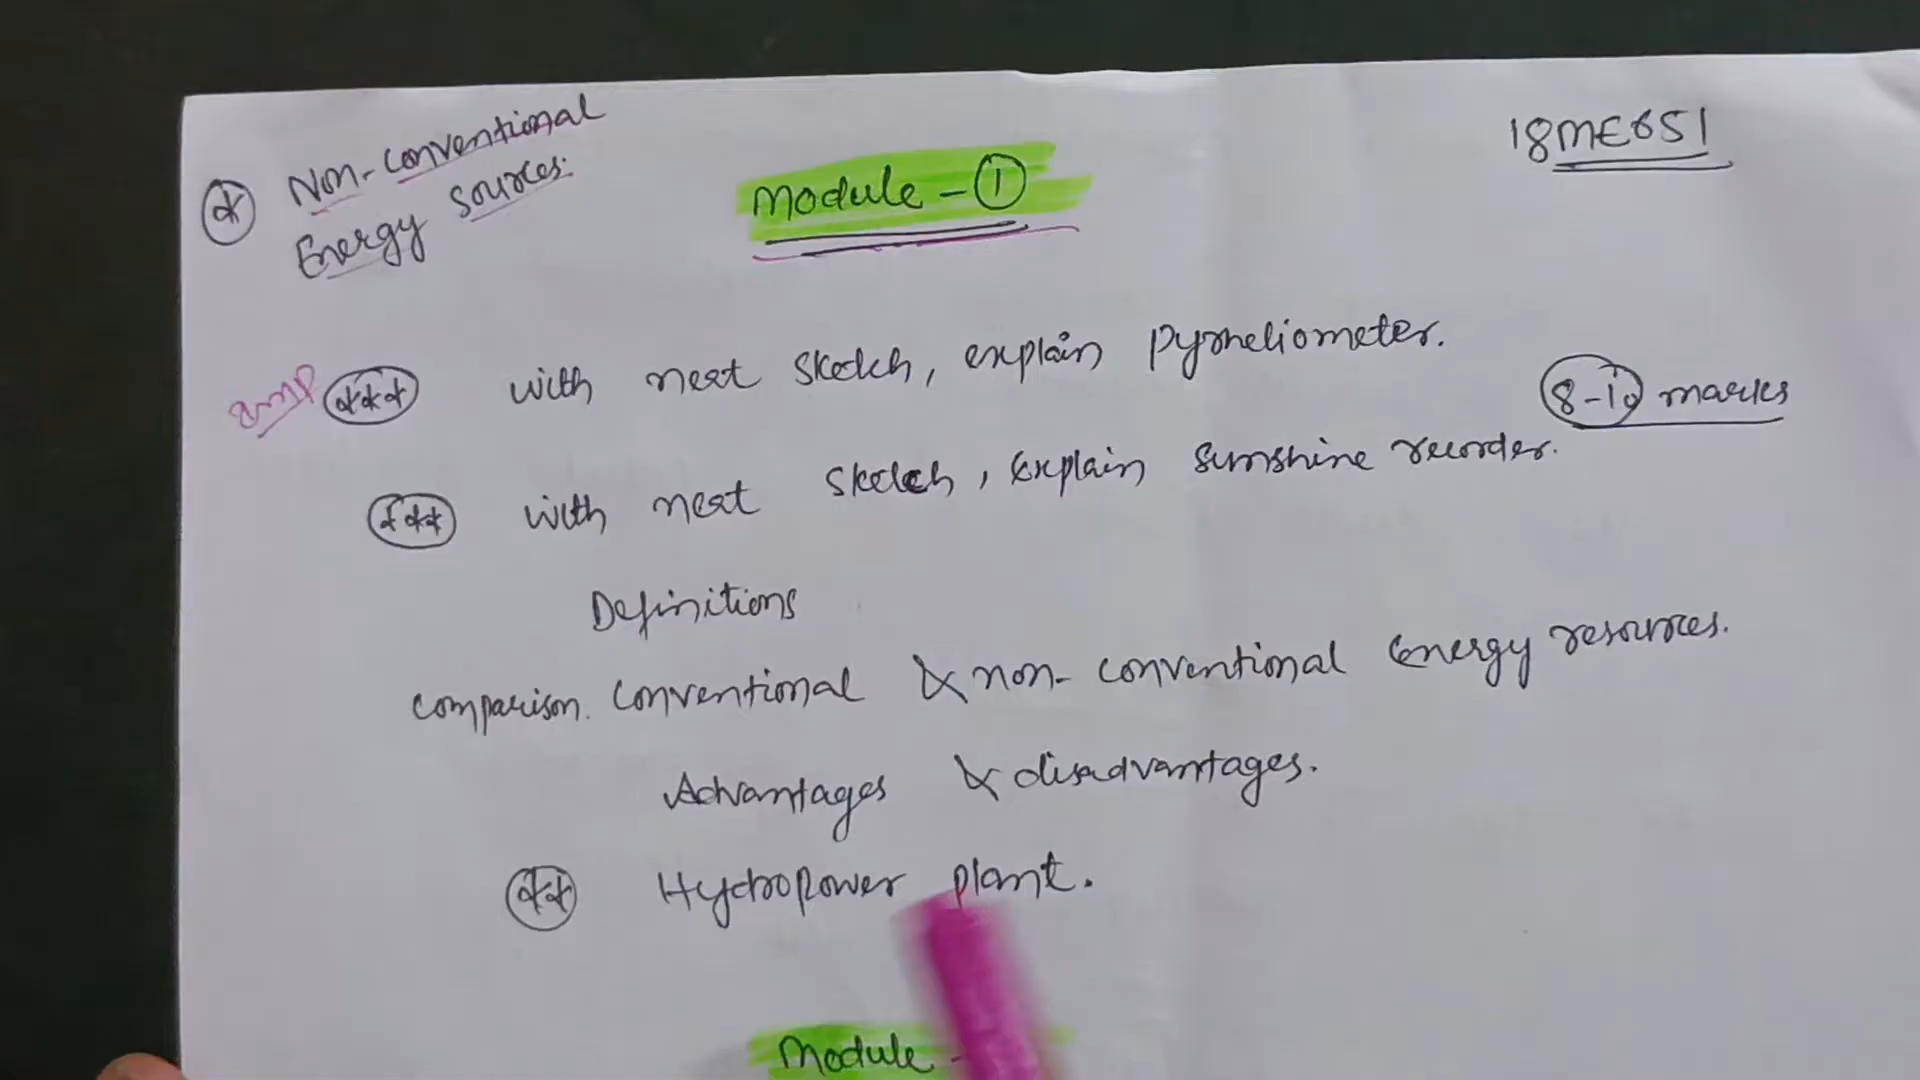 Non-Conventional
Energy Sources.
18ME651
Module - 1
imp *** with neat sketch, explain pyrheliometer.
8-10 marks
*** with neat sketch, explain sunshine recorder.
Definitions
comparison. conventional & non-conventional Energy resources.
Advantages & disadvantages.
** Hydropower plant.
Module -